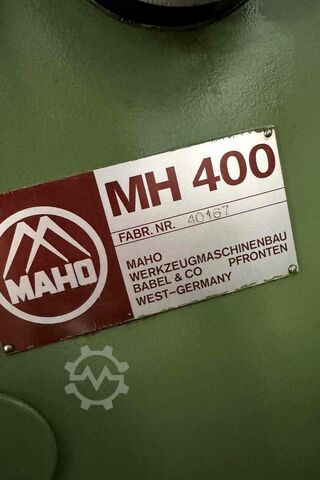 MH 400
FABR. NR. 40167
MAHO
WERKZEUGMASCHINENBAU
BABEL & CO PFRONTEN
WEST-GERMANY
MAHO